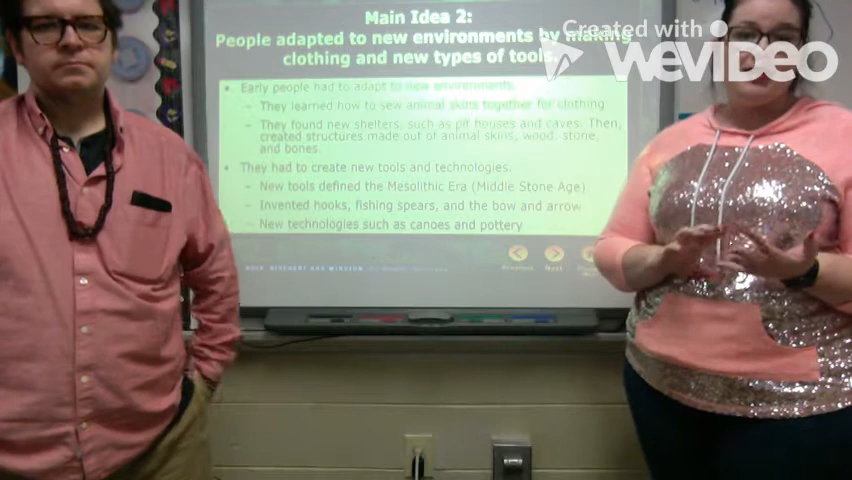 Main Idea 2:
People adapted to new environments by making
clothing and new types of tools.
Created with
WeVideo
• Early people had to adapt to new environments.
– They learned how to sew animal skins together for clothing
– They found new shelters, such as pit houses and caves. Then,
created structures made out of animal skins, wood, stone,
and bones.
• They had to create new tools and technologies.
– New tools defined the Mesolithic Era (Middle Stone Age)
– Invented hooks, fishing spears, and the bow and arrow
– New technologies such as canoes and pottery
Previous Next
HOLT, RINEHART AND WINSTON